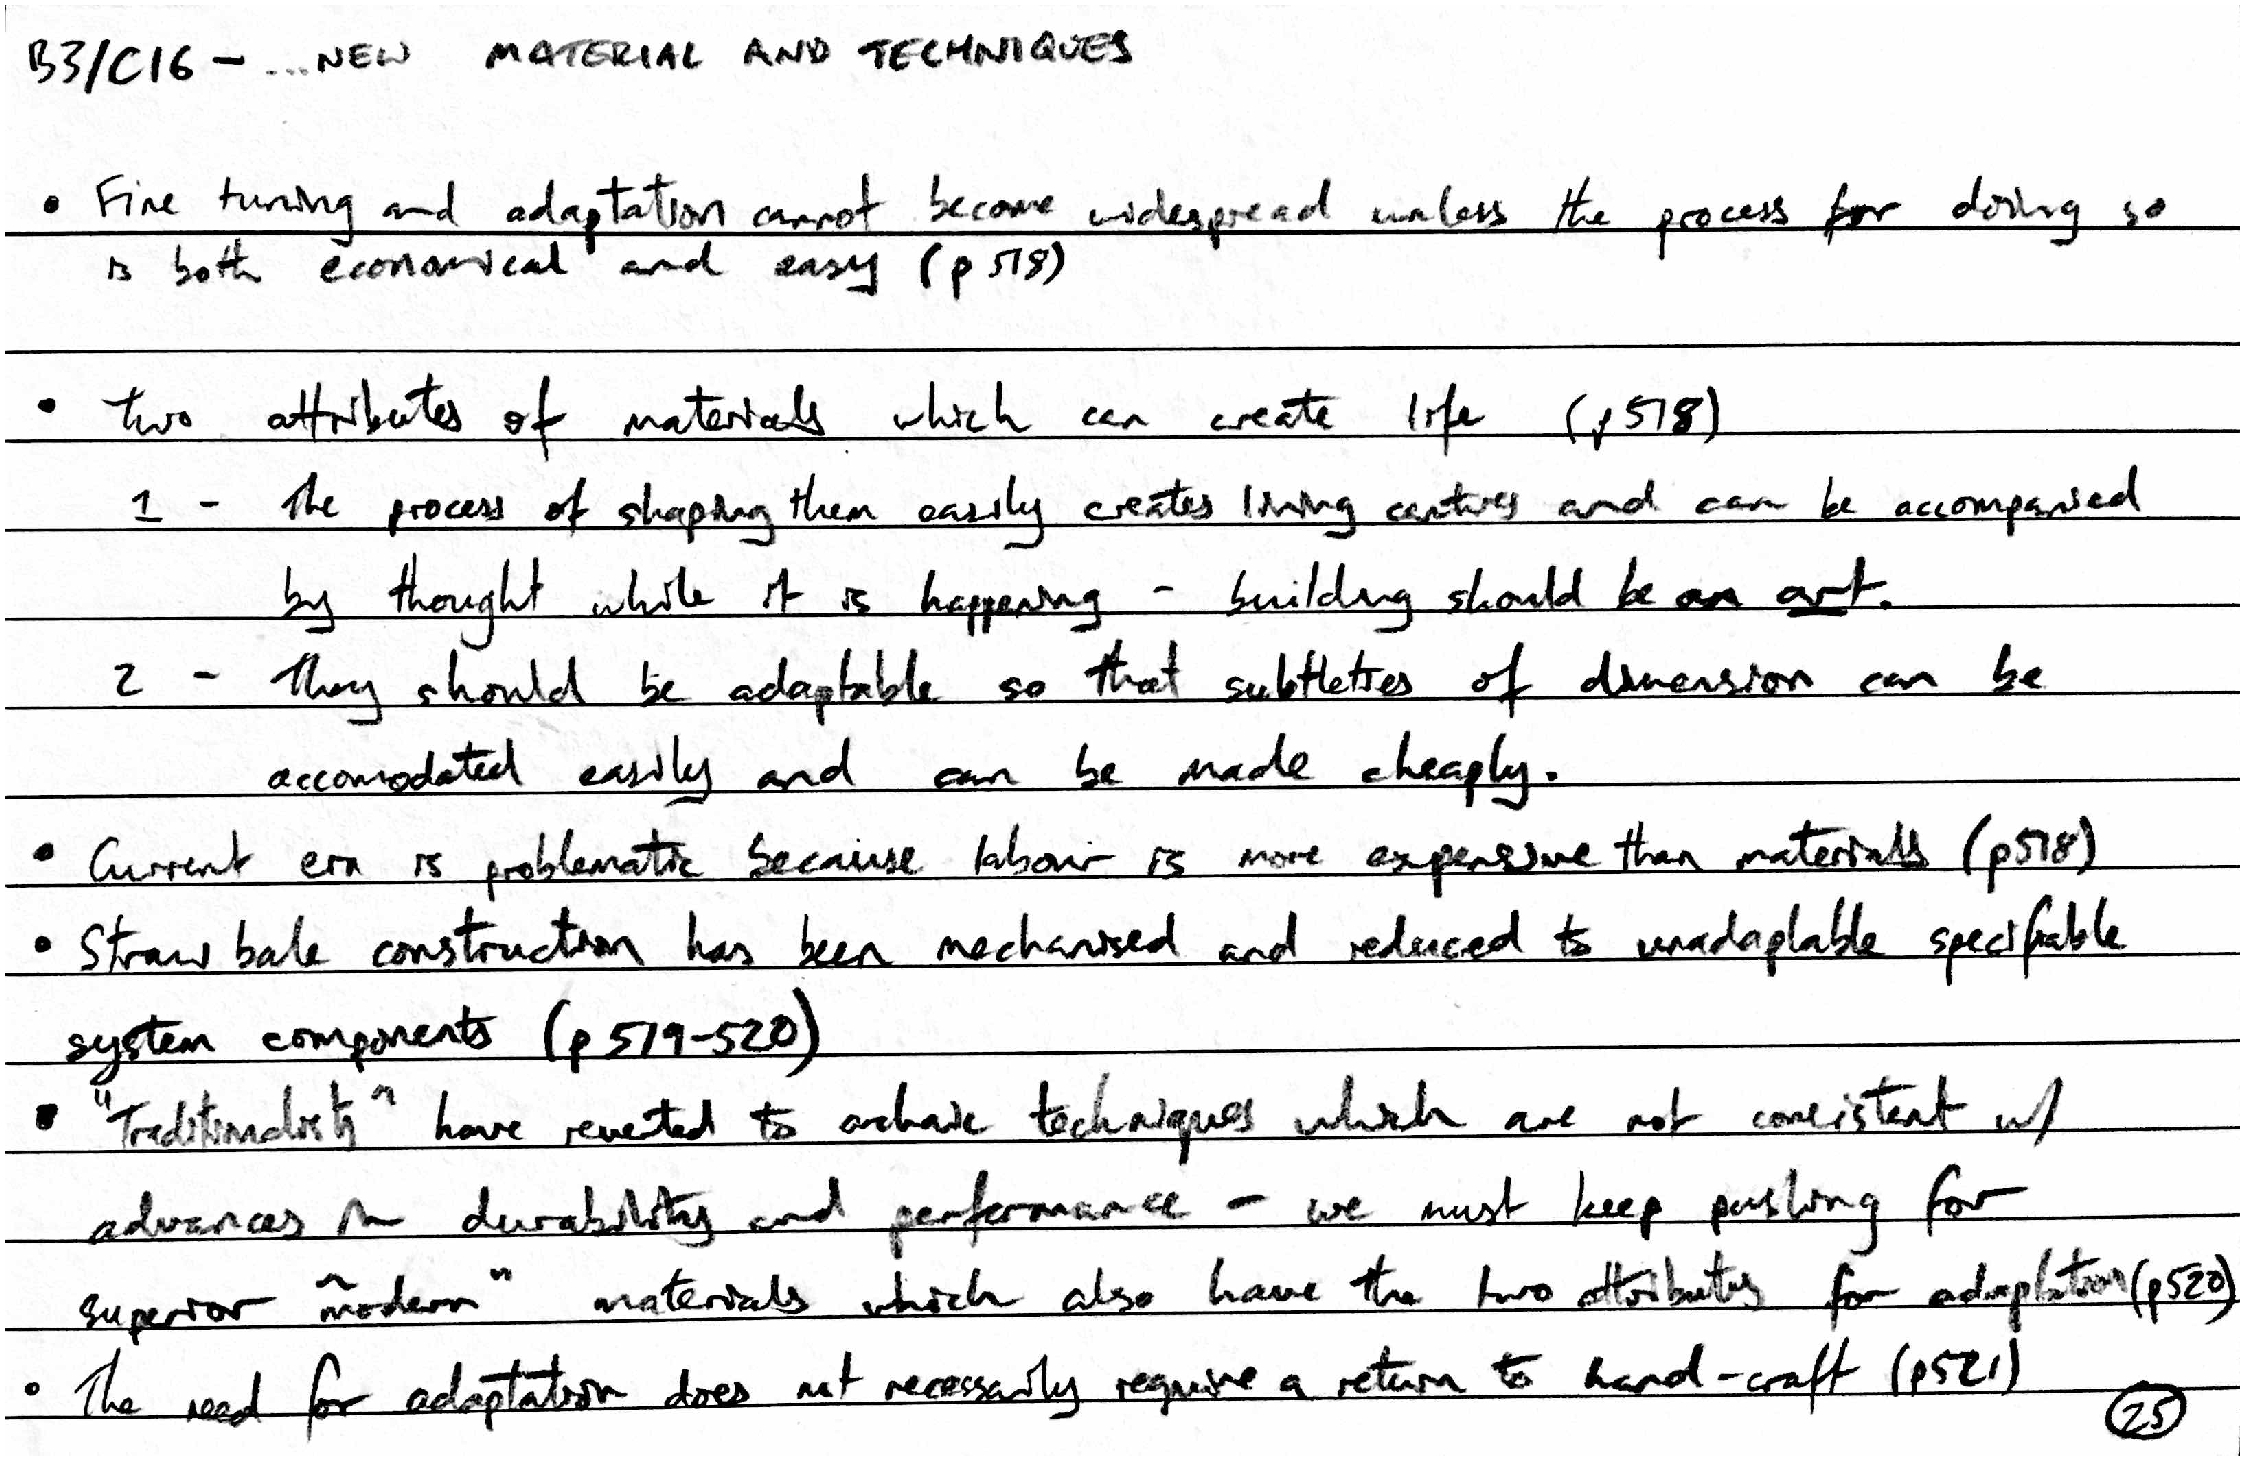 B3/C16 - ...NEW MATERIAL AND TECHNIQUES
• Fine tuning and adaptation cannot become widespread unless the process for doing so
is both economical and easy (p518)
• Two attributes of materials which can create life (p518)
1 - The process of shaping them easily creates living centres and can be accompanied
by thought while it is happening - building should be an art.
2 - They should be adaptable so that subtleties of dimension can be
accomodated easily and can be made cheaply.
• Current era is problematic because labour is more expensive than materials (p518)
• Straw bale construction has been mechanised and reduced to unadaptable specifiable
system components (p519-520)
• "Traditionalists" have reverted to archaic techniques which are not consistent w/
advances in durability and performance - we must keep pushing for
superior "modern" materials which also have the two attributes for adaptation (p520)
• The need for adaptation does not necessarily require a return to hand-craft (p521)
25